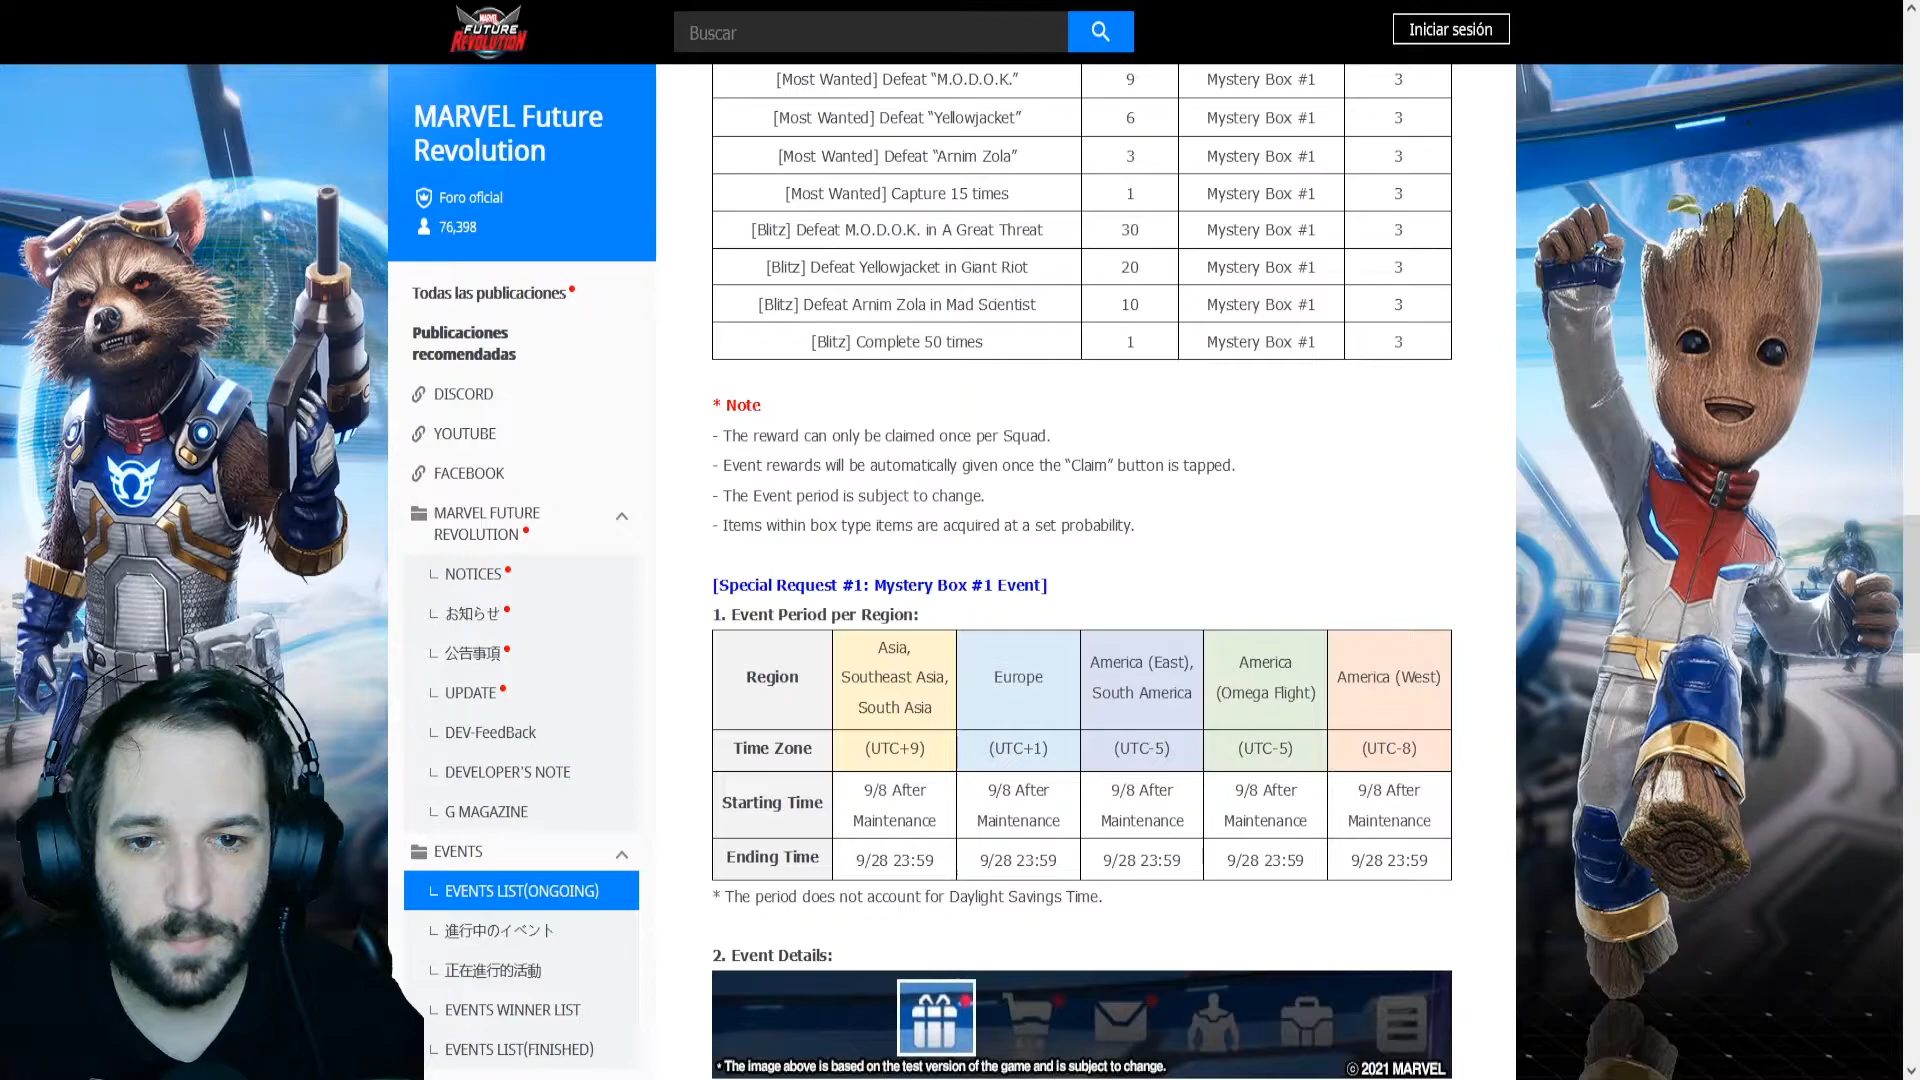 MARVEL
FUTURE
REVOLUTION
Buscar
Iniciar sesión
MARVEL Future
Revolution
Foro oficial
76,398
Todas las publicaciones
Publicaciones
recomendadas
DISCORD
YOUTUBE
FACEBOOK
MARVEL FUTURE
REVOLUTION
NOTICES
お知らせ
公告事項
UPDATE
DEV-FeedBack
DEVELOPER'S NOTE
G MAGAZINE
EVENTS
EVENTS LIST(ONGOING)
進行中のイベント
正在進行的活動
EVENTS WINNER LIST
EVENTS LIST(FINISHED)
[Most Wanted] Defeat “M.O.D.O.K.” 9 Mystery Box #1 3
[Most Wanted] Defeat “Yellowjacket” 6 Mystery Box #1 3
[Most Wanted] Defeat “Arnim Zola” 3 Mystery Box #1 3
[Most Wanted] Capture 15 times 1 Mystery Box #1 3
[Blitz] Defeat M.O.D.O.K. in A Great Threat 30 Mystery Box #1 3
[Blitz] Defeat Yellowjacket in Giant Riot 20 Mystery Box #1 3
[Blitz] Defeat Arnim Zola in Mad Scientist 10 Mystery Box #1 3
[Blitz] Complete 50 times 1 Mystery Box #1 3
* Note
- The reward can only be claimed once per Squad.
- Event rewards will be automatically given once the “Claim” button is tapped.
- The Event period is subject to change.
- Items within box type items are acquired at a set probability.
[Special Request #1: Mystery Box #1 Event]
1. Event Period per Region:
Region
Asia,
Southeast Asia,
South Asia
Europe
America (East),
South America
America
(Omega Flight)
America (West)
Time Zone (UTC+9) (UTC+1) (UTC-5) (UTC-5) (UTC-8)
Starting Time
9/8 After
Maintenance
9/8 After
Maintenance
9/8 After
Maintenance
9/8 After
Maintenance
9/8 After
Maintenance
Ending Time 9/28 23:59 9/28 23:59 9/28 23:59 9/28 23:59 9/28 23:59
* The period does not account for Daylight Savings Time.
2. Event Details:
* The image above is based on the test version of the game and is subject to change.
© 2021 MARVEL